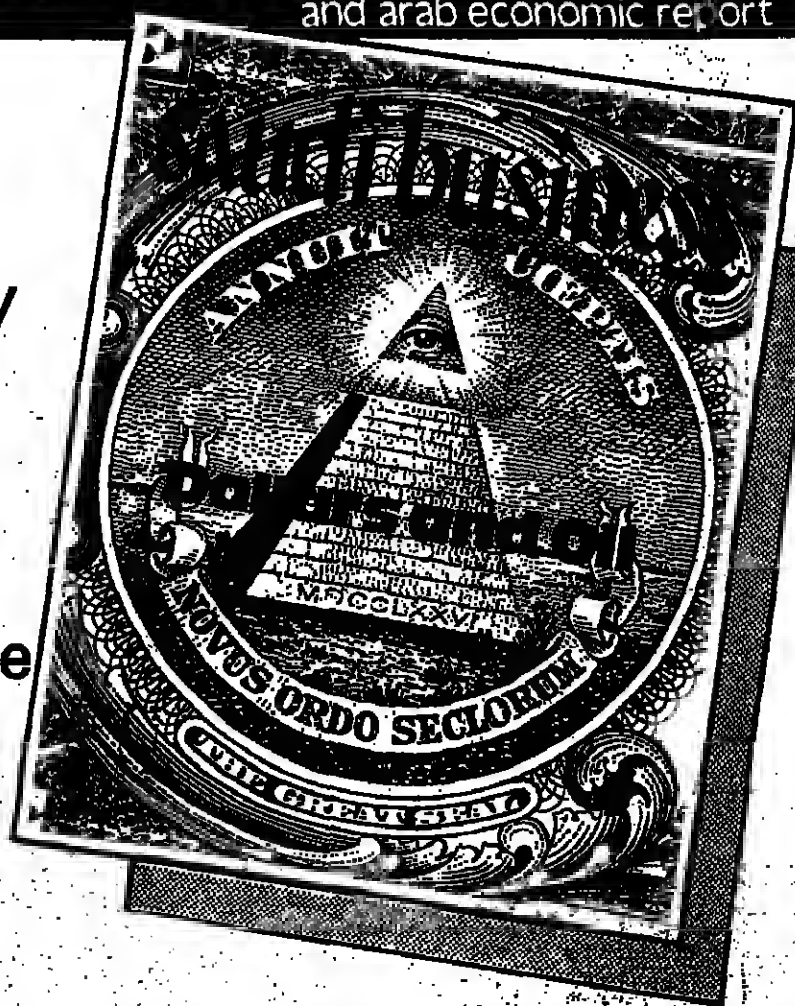 and arab economic report
y
saudi business
ANNUIT COEPTIS
Dollars and oil
e
MDCCLXXVI
NOVUS ORDO SECLORUM
THE GREAT SEAL